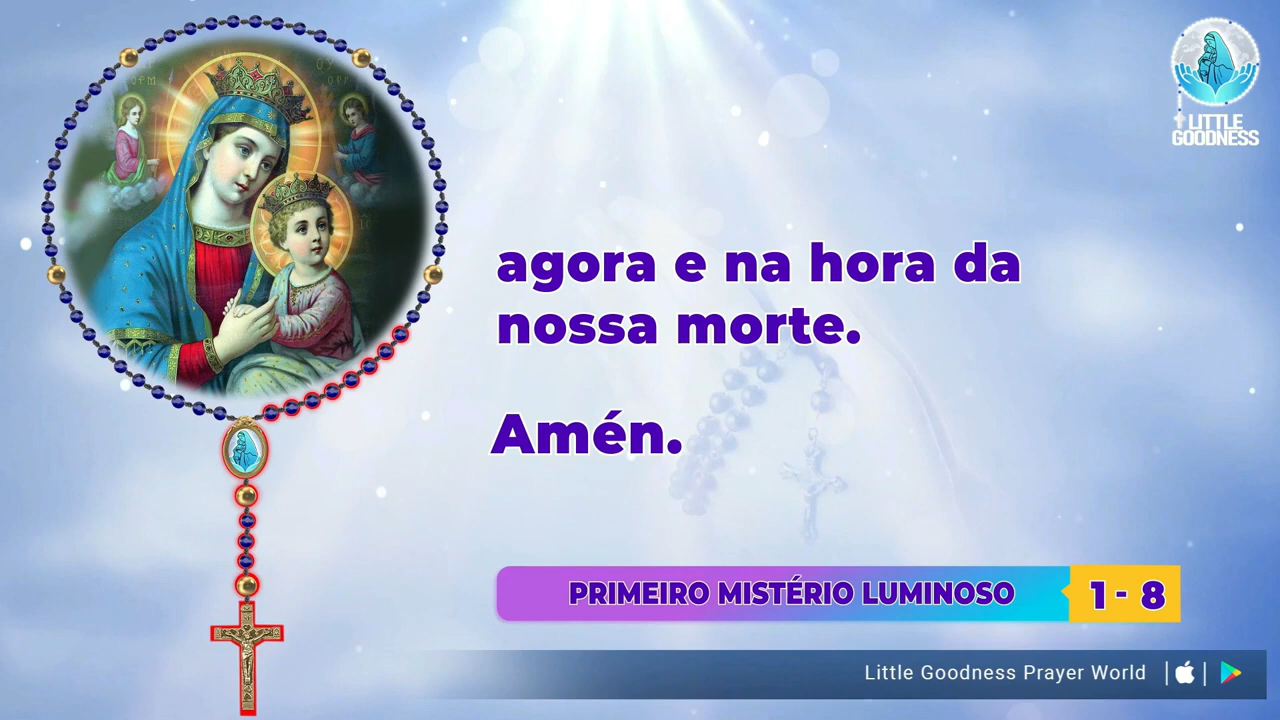 LITTLE
GOODNESS
agora e na hora da
nossa morte.
Amén.
PRIMEIRO MISTÉRIO LUMINOSO
1 - 8
Little Goodness Prayer World